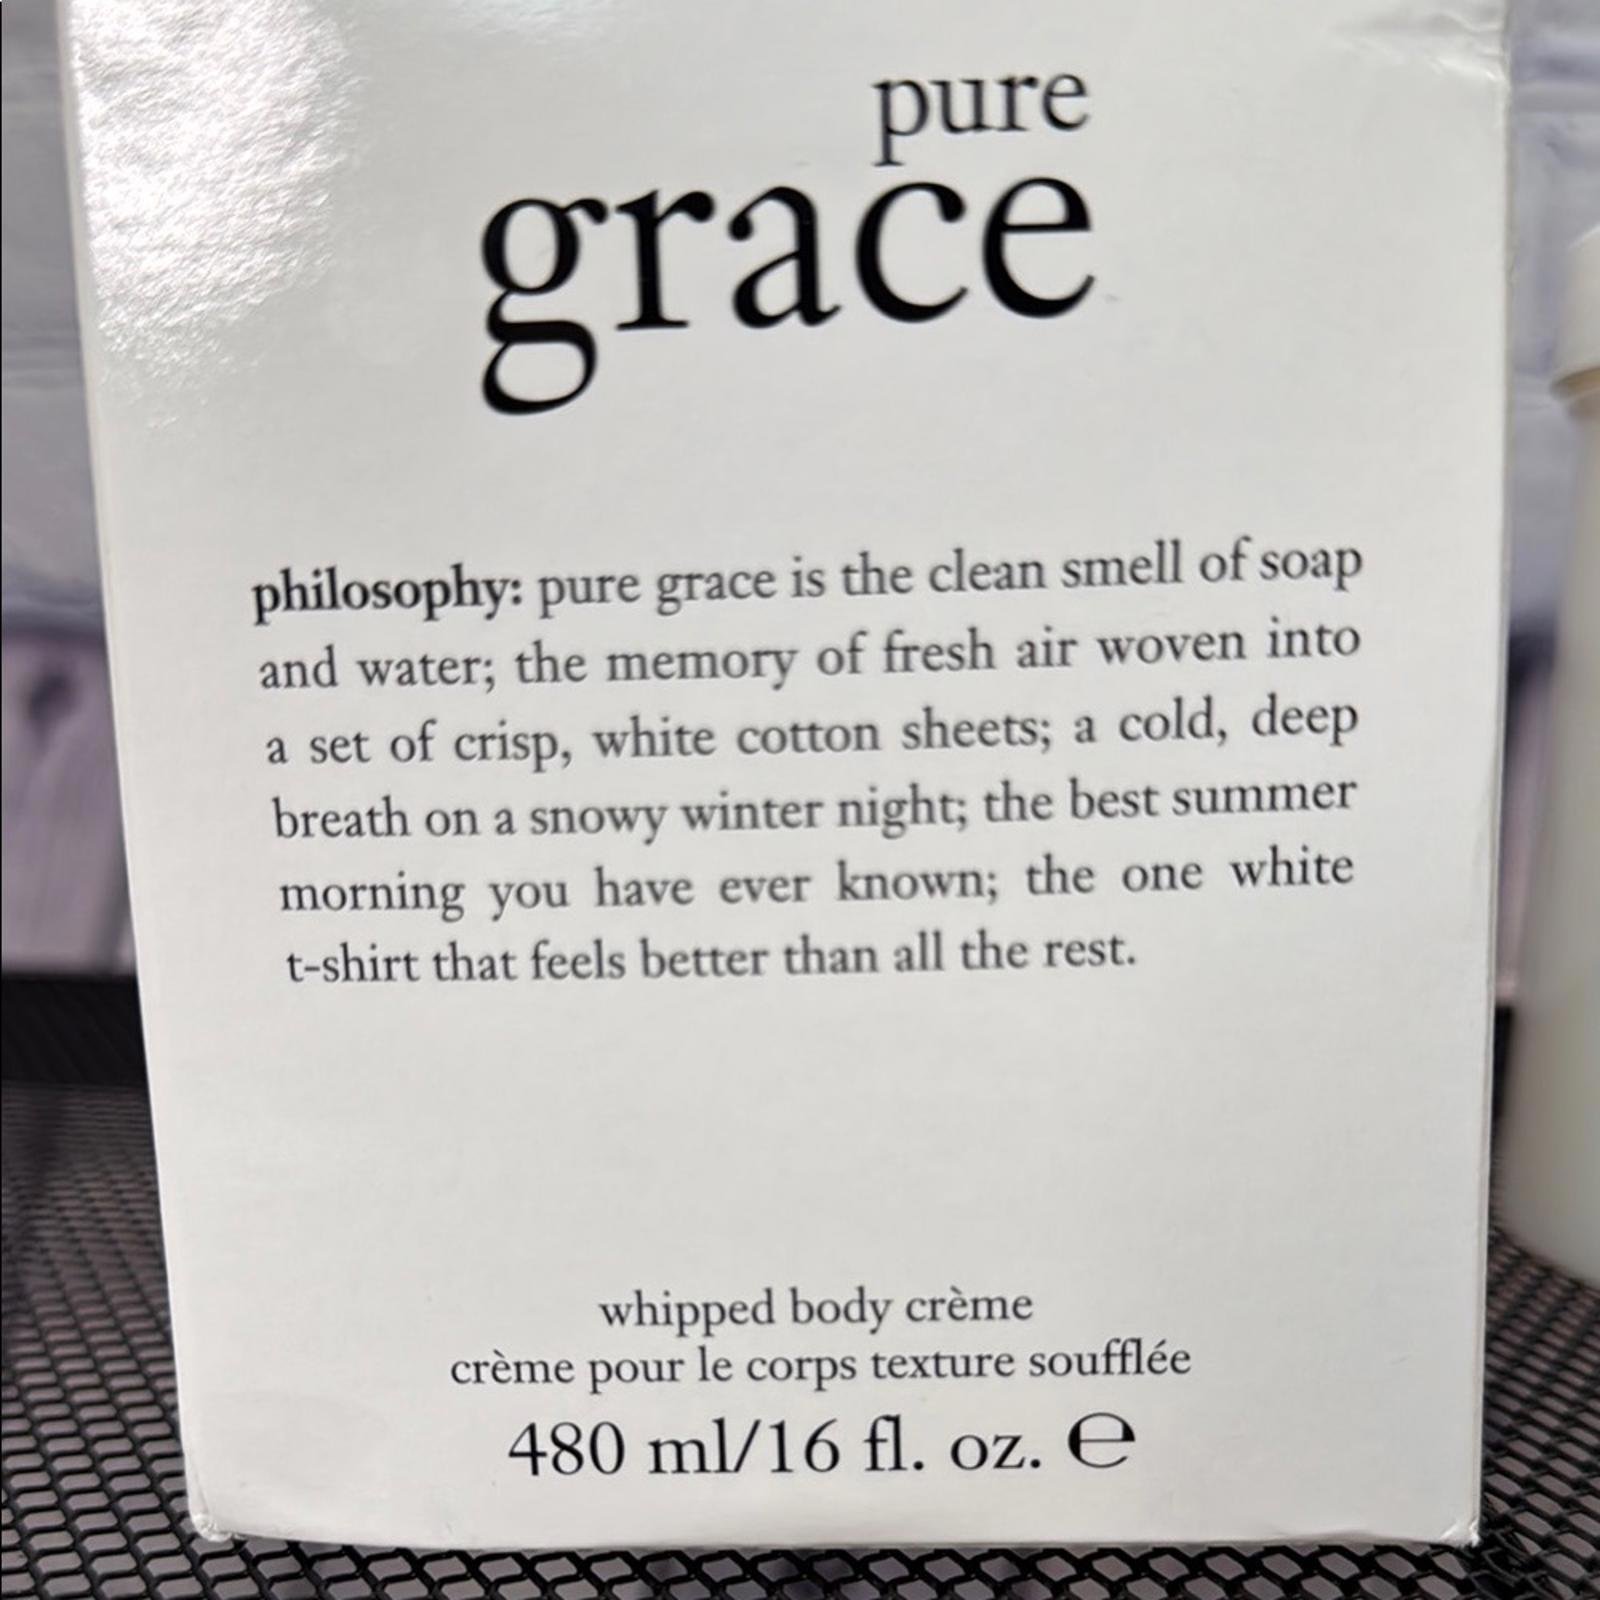 pure
grace
philosophy: pure grace is the clean smell of soap
and water; the memory of fresh air woven into
a set of crisp, white cotton sheets; a cold, deep
breath on a snowy winter night; the best summer
morning you have ever known; the one white
t-shirt that feels better than all the rest.
whipped body crème
crème pour le corps texture soufflée
480 ml/16 fl. oz. ℮